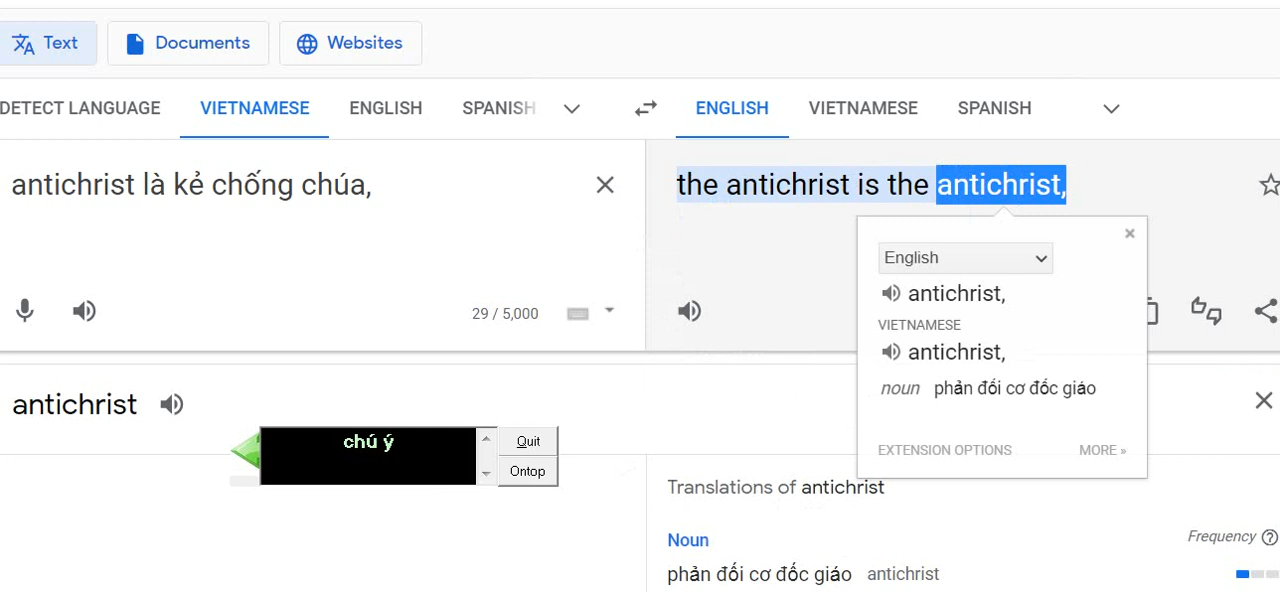 Text Documents Websites
DETECT LANGUAGE VIETNAMESE ENGLISH SPANISH ENGLISH VIETNAMESE SPANISH
antichrist là kẻ chống chúa,
29 / 5,000
the antichrist is the antichrist,
English
antichrist,
VIETNAMESE
antichrist,
noun phản đối cơ đốc giáo
EXTENSION OPTIONS MORE »
antichrist
chú ý
Quit
Ontop
Translations of antichrist
Noun
Frequency
phản đối cơ đốc giáo antichrist